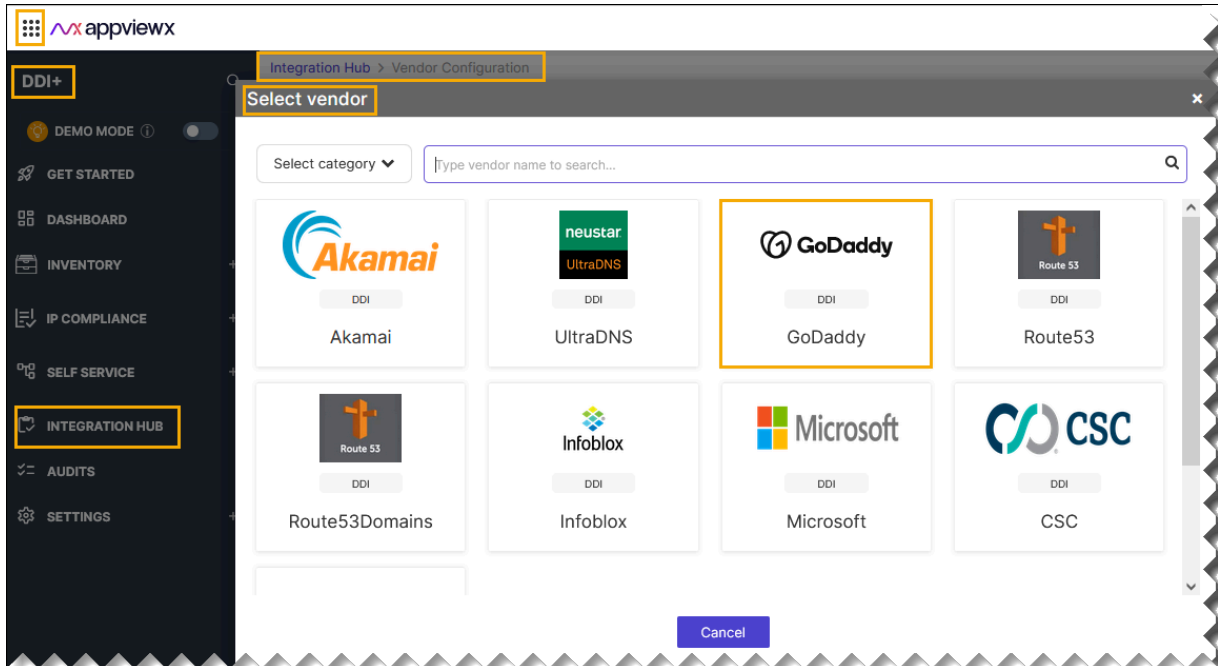 appviewx
DDI+
DEMO MODE
GET STARTED
DASHBOARD
INVENTORY
IP COMPLIANCE
SELF SERVICE
INTEGRATION HUB
AUDITS
SETTINGS
Integration Hub > Vendor Configuration
Select vendor
Select category
Type vendor name to search...
Akamai
DDI
Akamai
neustar
UltraDNS
DDI
UltraDNS
GoDaddy
DDI
GoDaddy
Route 53
DDI
Route53
Route 53
DDI
Route53Domains
Infoblox
DDI
Infoblox
Microsoft
DDI
Microsoft
CSC
DDI
CSC
Cancel